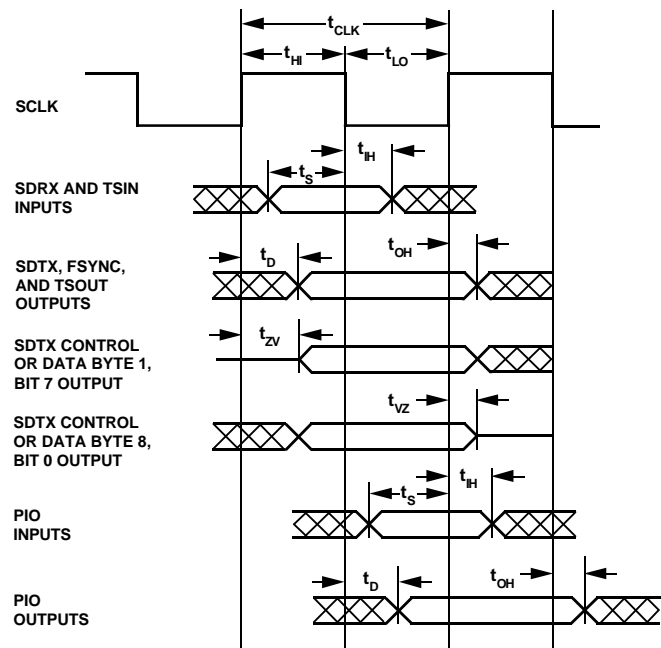 tCLK
tHI
tLO
SCLK
tS
tIH
SDRX AND TSIN
INPUTS
tD
tOH
SDTX, FSYNC,
AND TSOUT
OUTPUTS
tZV
SDTX CONTROL
OR DATA BYTE 1,
BIT 7 OUTPUT
tVZ
SDTX CONTROL
OR DATA BYTE 8,
BIT 0 OUTPUT
tS
tIH
PIO
INPUTS
tD
tOH
PIO
OUTPUTS